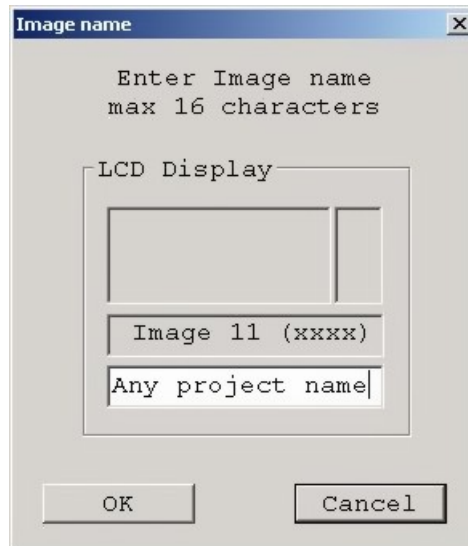 Image name
Enter Image name
max 16 characters
LCD Display
Image 11 (xxxx)
Any project name
OK
Cancel